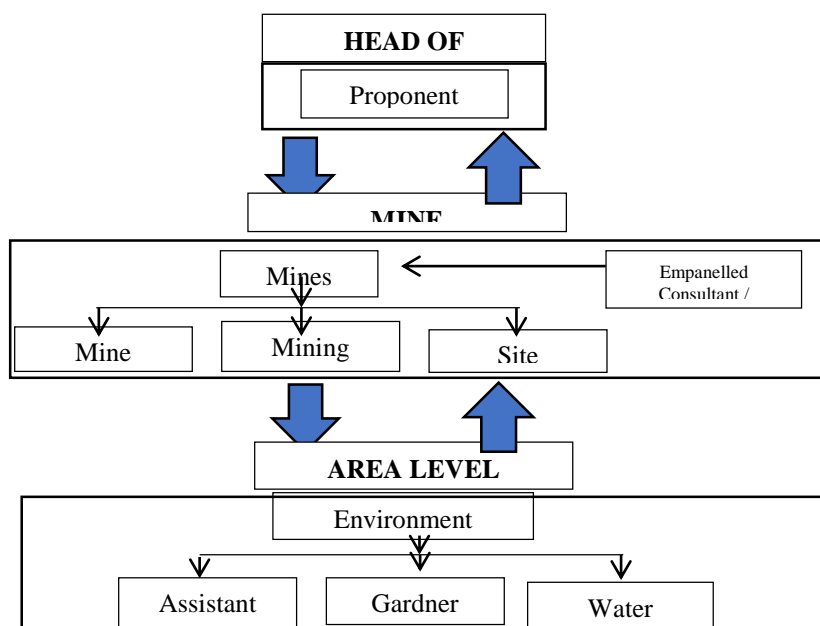 HEAD OF
Proponent
MINE
Mines
Empanelled
Consultant /
Mine
Mining
Site
AREA LEVEL
Environment
Assistant
Gardner
Water